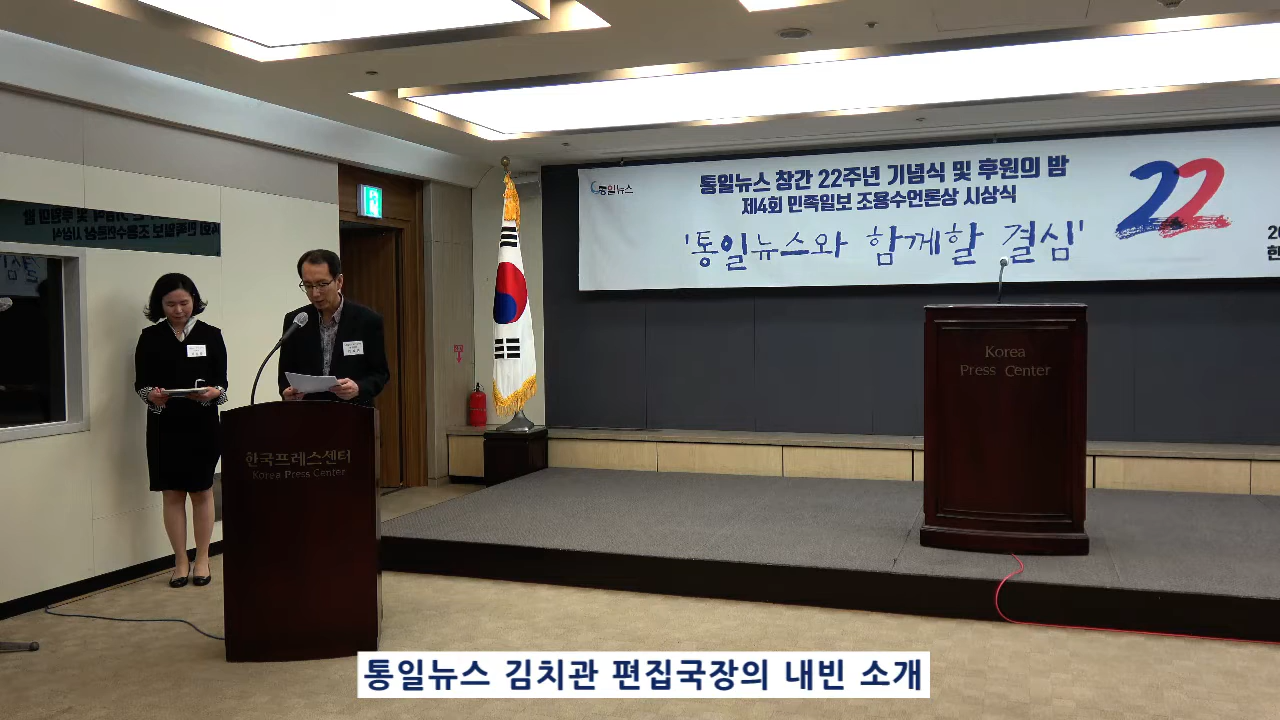 통일뉴스
통일뉴스 창간 22주년 기념식 및 후원의 밤
제4회 민족일보 조용수언론상 시상식
'통일뉴스와 함께할 결심'
22
20
한
Korea
Press Center
한국프레스센터
Korea Press Center
통일뉴스 김치관 편집국장의 내빈 소개